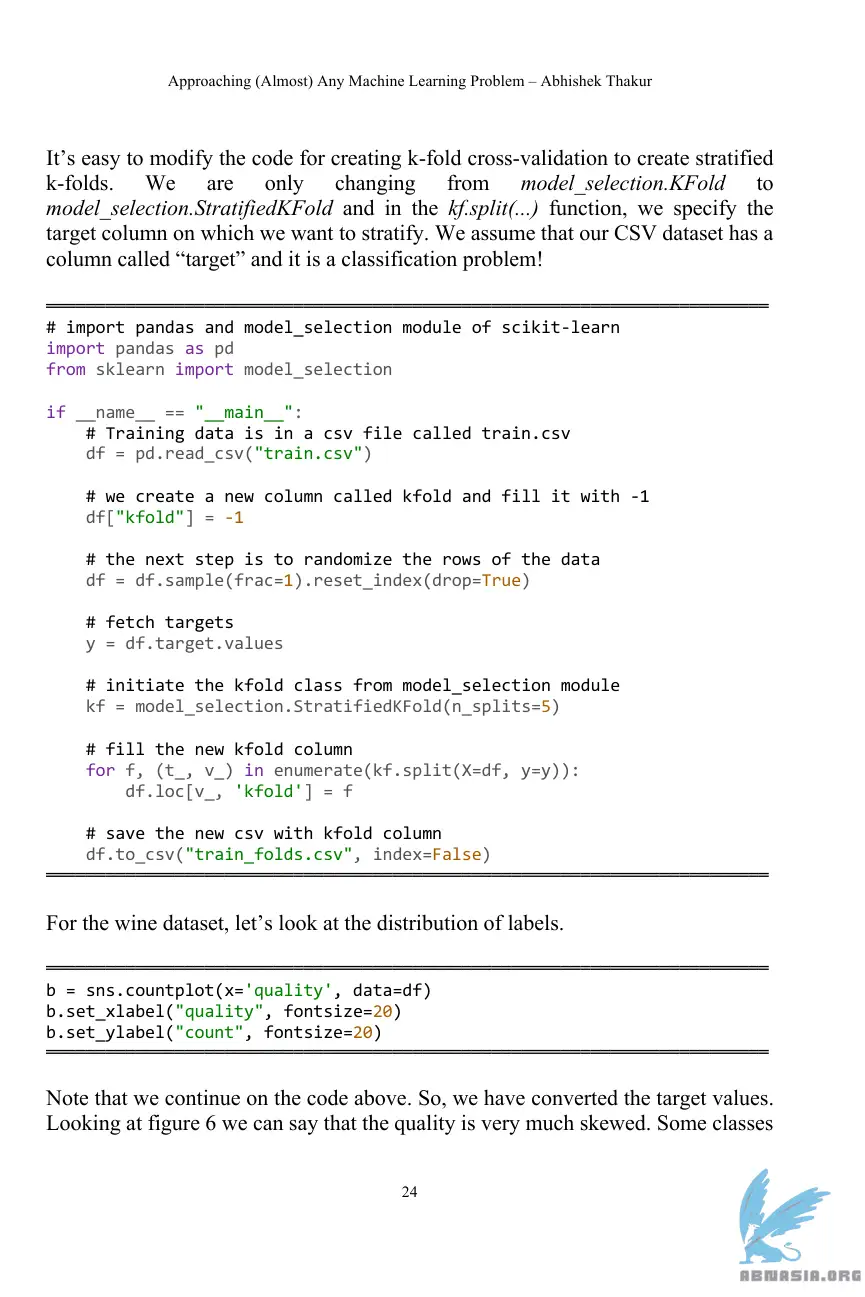 Approaching (Almost) Any Machine Learning Problem – Abhishek Thakur
It’s easy to modify the code for creating k-fold cross-validation to create stratified
k-folds. We are only changing from model_selection.KFold to
model_selection.StratifiedKFold and in the kf.split(...) function, we specify the
target column on which we want to stratify. We assume that our CSV dataset has a
column called “target” and it is a classification problem!
# import pandas and model_selection module of scikit-learn
import pandas as pd
from sklearn import model_selection
if __name__ == "__main__":
    # Training data is in a csv file called train.csv
    df = pd.read_csv("train.csv")
    # we create a new column called kfold and fill it with -1
    df["kfold"] = -1
    # the next step is to randomize the rows of the data
    df = df.sample(frac=1).reset_index(drop=True)
    # fetch targets
    y = df.target.values
    # initiate the kfold class from model_selection module
    kf = model_selection.StratifiedKFold(n_splits=5)
    # fill the new kfold column
    for f, (t_, v_) in enumerate(kf.split(X=df, y=y)):
        df.loc[v_, 'kfold'] = f
    # save the new csv with kfold column
    df.to_csv("train_folds.csv", index=False)
For the wine dataset, let’s look at the distribution of labels.
b = sns.countplot(x='quality', data=df)
b.set_xlabel("quality", fontsize=20)
b.set_ylabel("count", fontsize=20)
Note that we continue on the code above. So, we have converted the target values.
Looking at figure 6 we can say that the quality is very much skewed. Some classes
24
ABNASIA.ORG